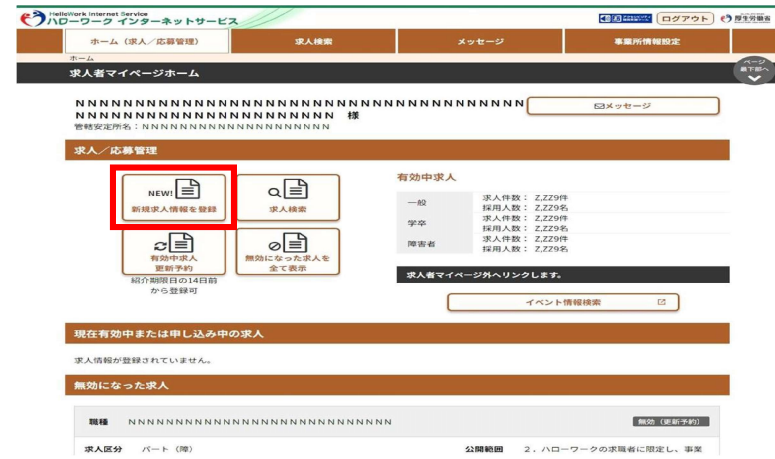 HelloWork Internet Service
ハローワーク インターネットサービス
ログアウト
厚生労働省
ホーム（求人／応募管理）
求人検索
メッセージ
事業所情報設定
ホーム
求人者マイページホーム
ページ
最下部へ
NNNNNNNNNNNNNNNNNNNNNNNNNNNNNNNNNNNNNN
NNNNNNNNNNNNNNNNNNNNNN 様
メッセージ
管轄安定所名：NNNNNNNNNNNNNNNNNNNN
求人／応募管理
NEW!
新規求人情報を登録
求人検索
有効中求人
更新予約
無効になった求人を
全て表示
紹介期限日の14日前
から登録可
有効中求人
一般
求人件数： Z,ZZ9件
採用人数： Z,ZZ9名
学卒
求人件数： Z,ZZ9件
採用人数： Z,ZZ9名
障害者
求人件数： Z,ZZ9件
採用人数： Z,ZZ9名
求人者マイページ外へリンクします。
イベント情報検索
現在有効中または申し込み中の求人
求人情報が登録されていません。
無効になった求人
職種 NNNNNNNNNNNNNNNNNNNNNNNNNNNN
無効（更新予約）
求人区分 パート（障）
公開範囲 2．ハローワークの求職者に限定し、事業